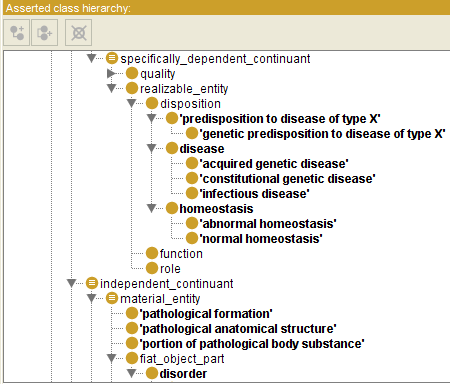 Asserted class hierarchy:
specifically_dependent_continuant
quality
realizable_entity
disposition
'predisposition to disease of type X'
'genetic predisposition to disease of type X'
disease
'acquired genetic disease'
'constitutional genetic disease'
'infectious disease'
homeostasis
'abnormal homeostasis'
'normal homeostasis'
function
role
independent_continuant
material_entity
'pathological formation'
'pathological anatomical structure'
'portion of pathological body substance'
fiat_object_part
disorder